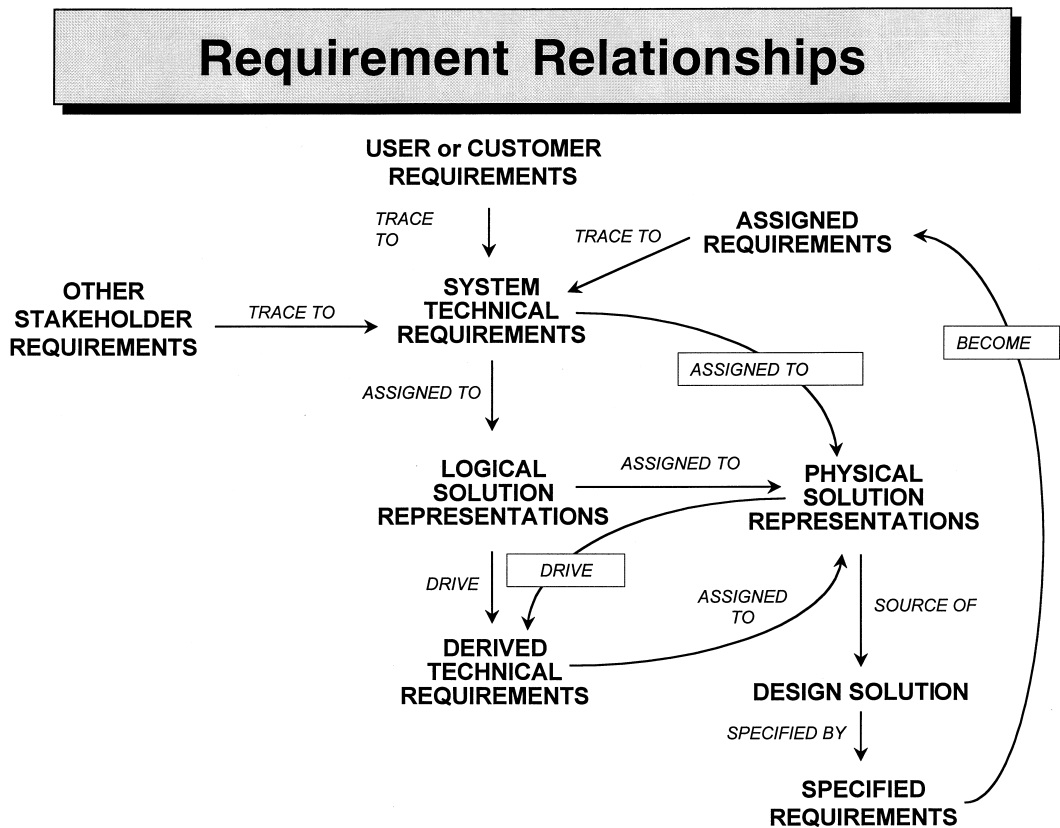 Requirement Relationships
USER or CUSTOMER
REQUIREMENTS
TRACE
TO
ASSIGNED
REQUIREMENTS
TRACE TO
OTHER
STAKEHOLDER
REQUIREMENTS
TRACE TO
SYSTEM
TECHNICAL
REQUIREMENTS
BECOME
ASSIGNED TO
ASSIGNED TO
LOGICAL
SOLUTION
REPRESENTATIONS
ASSIGNED TO
PHYSICAL
SOLUTION
REPRESENTATIONS
DRIVE
DRIVE
ASSIGNED
TO
SOURCE OF
DERIVED
TECHNICAL
REQUIREMENTS
DESIGN SOLUTION
SPECIFIED BY
SPECIFIED
REQUIREMENTS